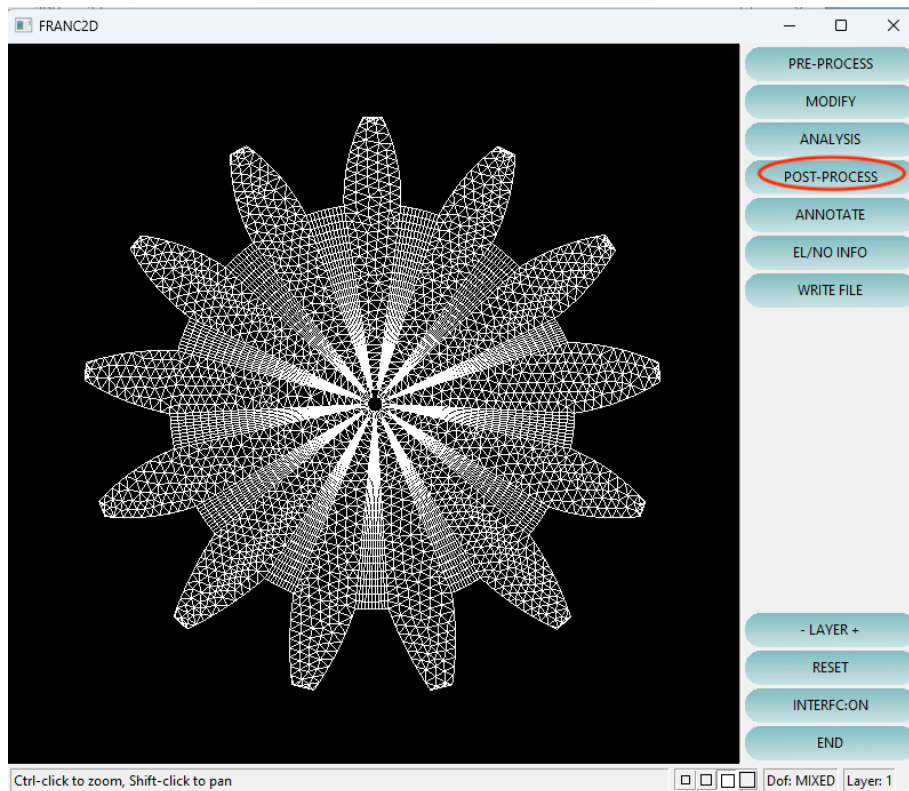 FRANC2D
PRE-PROCESS
MODIFY
ANALYSIS
POST-PROCESS
ANNOTATE
EL/NO INFO
WRITE FILE
- LAYER +
RESET
INTERFC:ON
END
Ctrl-click to zoom, Shift-click to pan
Dof: MIXED
Layer: 1